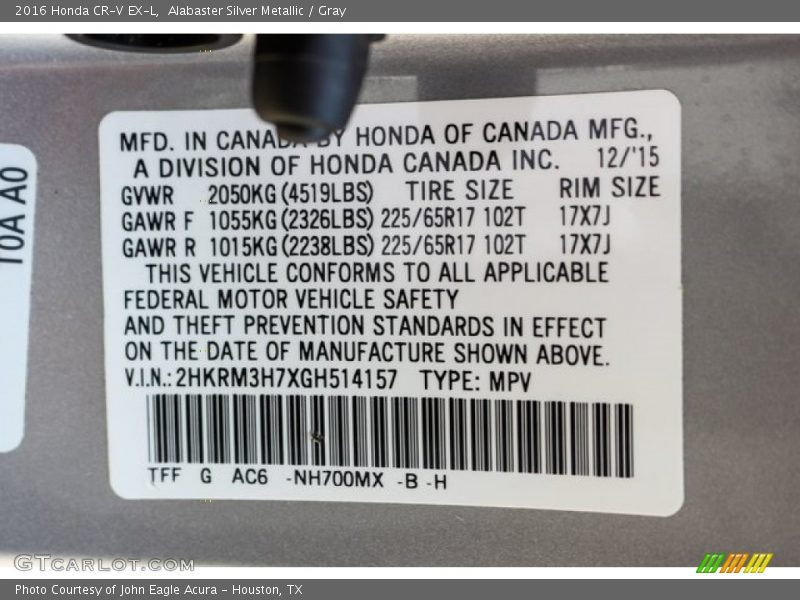 2016 Honda CR-V EX-L,  Alabaster Silver Metallic / Gray
MFD. IN CANADA BY HONDA OF CANADA MFG.,
A DIVISION OF HONDA CANADA INC. 12/'15
GVWR 2050KG (4519LBS) TIRE SIZE RIM SIZE
GAWR F 1055KG (2326LBS) 225/65R17 102T 17X7J
GAWR R 1015KG (2238LBS) 225/65R17 102T 17X7J
THIS VEHICLE CONFORMS TO ALL APPLICABLE
FEDERAL MOTOR VEHICLE SAFETY
AND THEFT PREVENTION STANDARDS IN EFFECT
ON THE DATE OF MANUFACTURE SHOWN ABOVE.
V.I.N.: 2HKRM3H7XGH514157 TYPE: MPV
TFF G AC6 -NH700MX -B -H
T0A A0
GTCARLOT.COM
Photo Courtesy of John Eagle Acura - Houston, TX